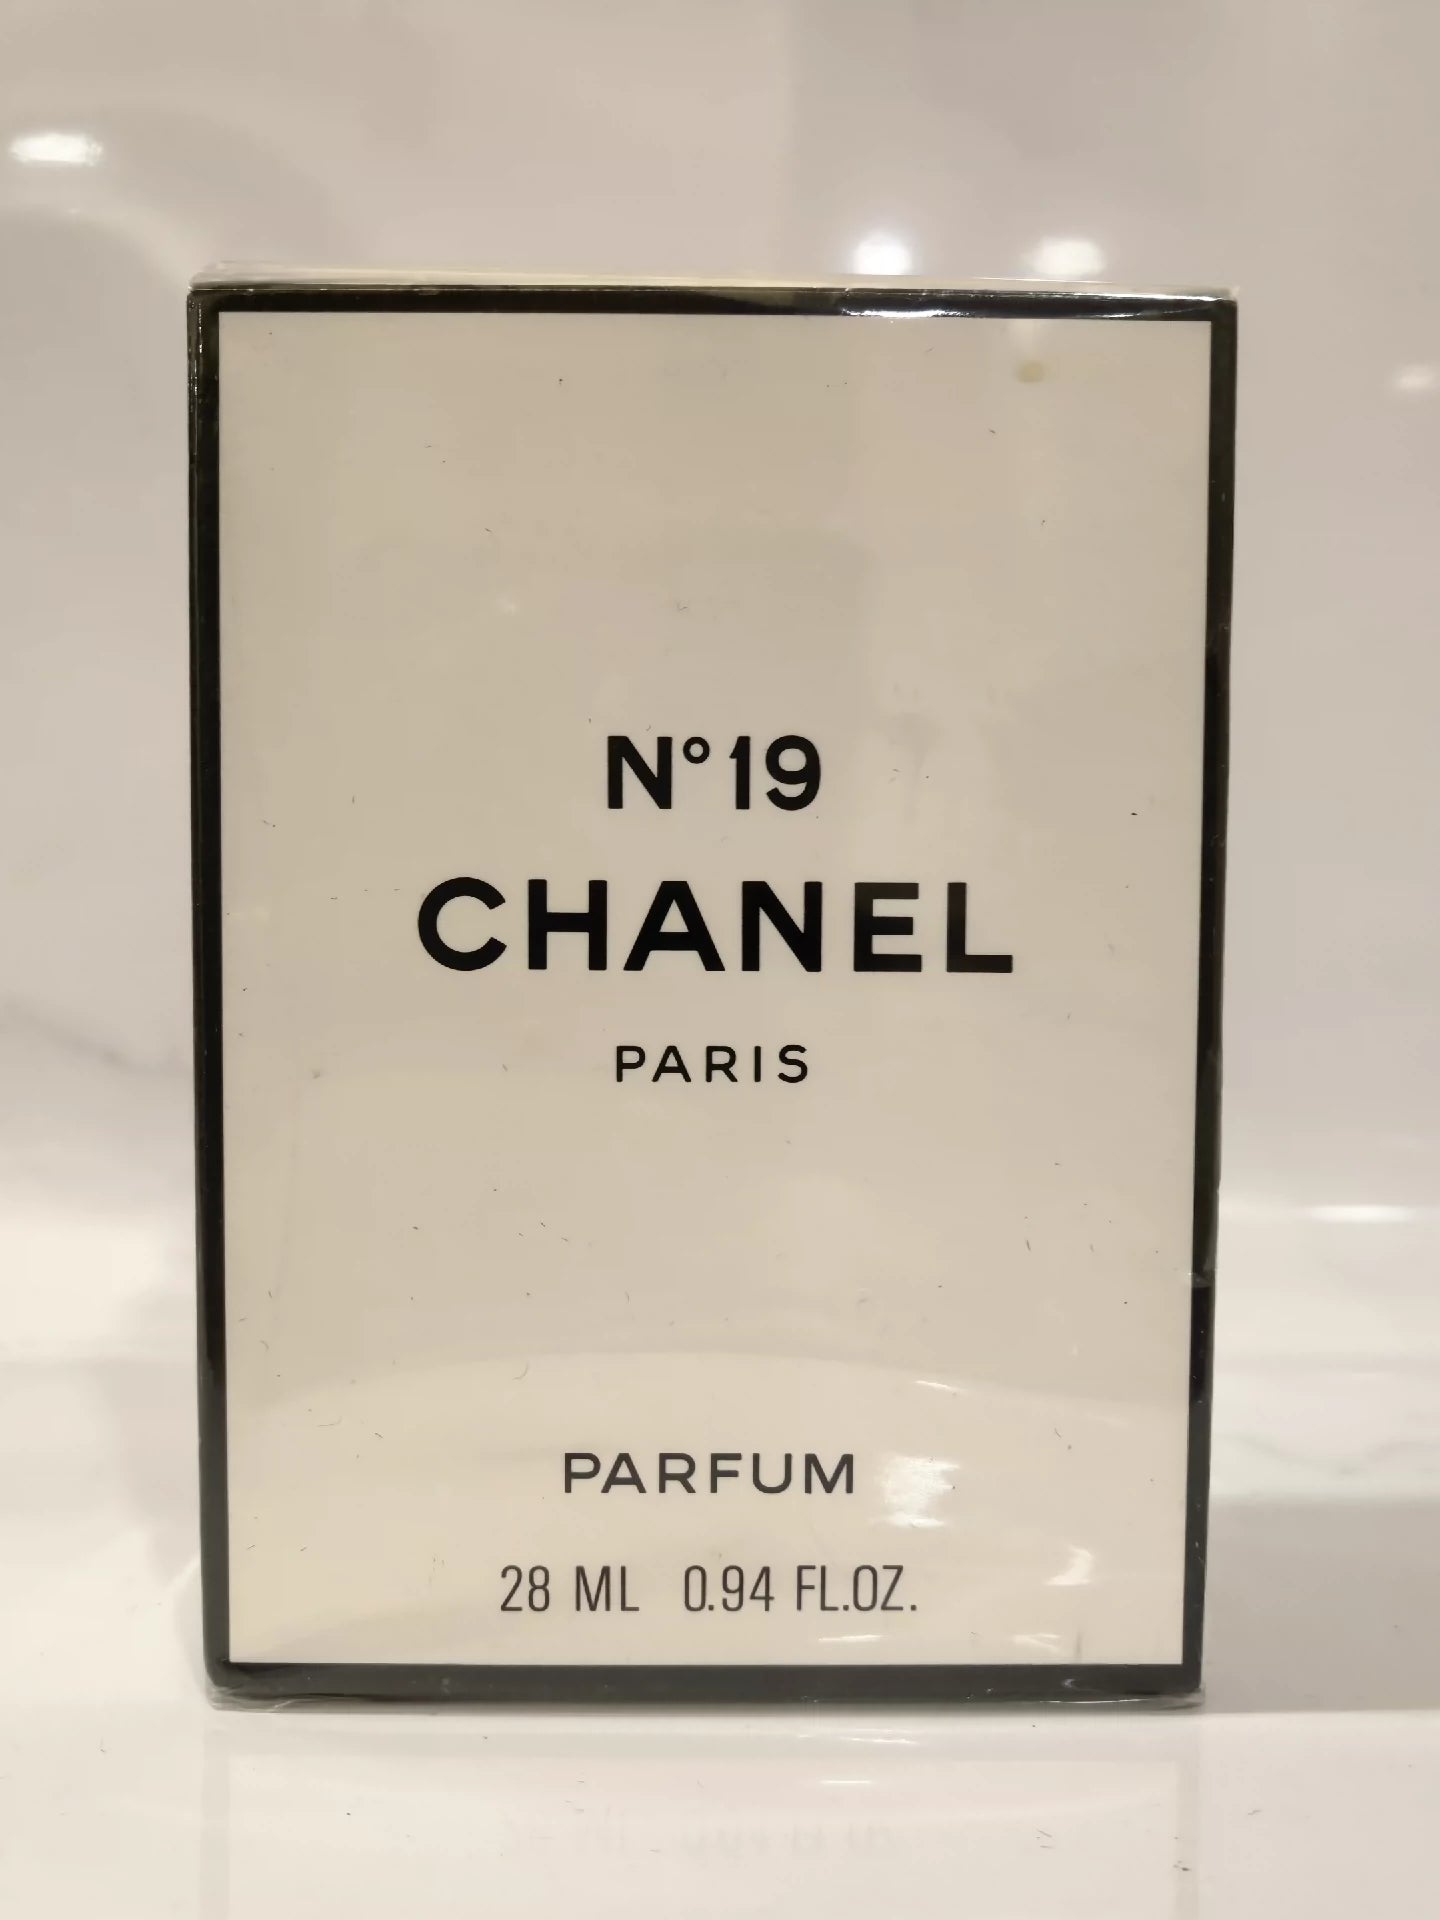 N°19
CHANEL
PARIS
PARFUM
28 ML 0.94 FL.OZ.